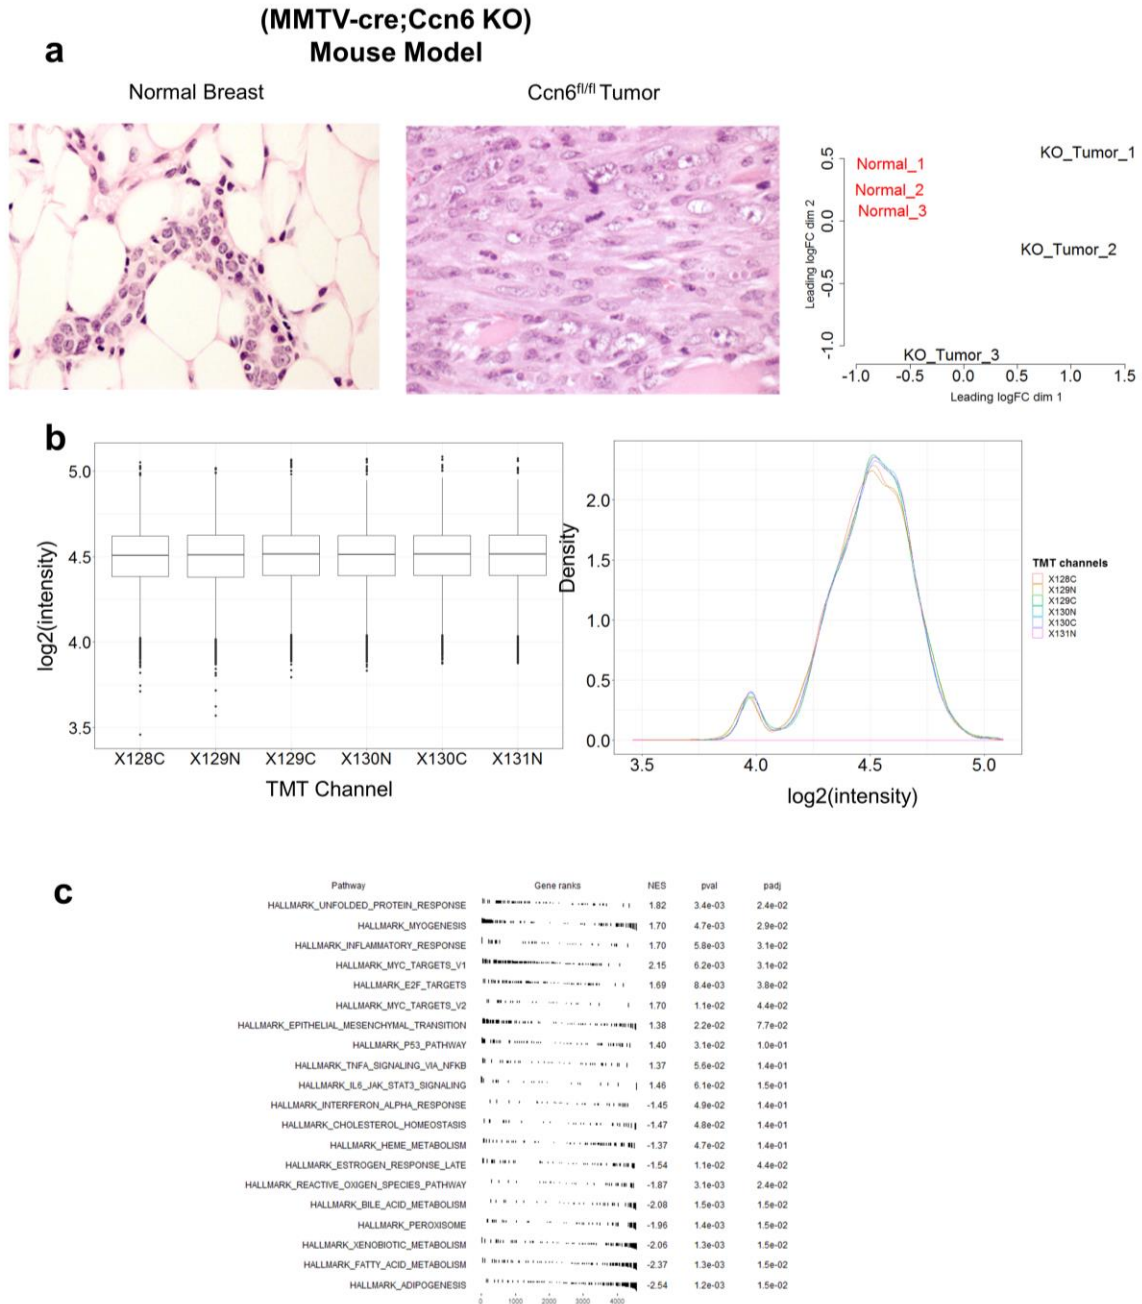 (MMTV-cre;Ccn6 KO)
Mouse Model
a
Normal Breast
Ccn6fl/fl Tumor
Leading logFC dim 2
0.5
0.0
-0.5
-1.0
Normal_1
Normal_2
Normal_3
KO_Tumor_1
KO_Tumor_2
KO_Tumor_3
-1.0 -0.5 0.0 0.5 1.0 1.5
Leading logFC dim 1
b
log2(intensity)
5.0
4.5
4.0
3.5
X128C X129N X129C X130N X130C X131N
TMT Channel
Density
2.0
1.5
1.0
0.5
0.0
3.5 4.0 4.5 5.0
log2(intensity)
TMT channels
X128C
X129N
X129C
X130N
X130C
X131N
c
Pathway Gene ranks NES pval padj
HALLMARK_UNFOLDED_PROTEIN_RESPONSE 1.82 3.4e-03 2.4e-02
HALLMARK_MYOGENESIS 1.70 4.7e-03 2.9e-02
HALLMARK_INFLAMMATORY_RESPONSE 1.70 5.8e-03 3.1e-02
HALLMARK_MYC_TARGETS_V1 2.15 6.2e-03 3.1e-02
HALLMARK_E2F_TARGETS 1.69 8.4e-03 3.8e-02
HALLMARK_MYC_TARGETS_V2 1.70 1.1e-02 4.4e-02
HALLMARK_EPITHELIAL_MESENCHYMAL_TRANSITION 1.38 2.2e-02 7.7e-02
HALLMARK_P53_PATHWAY 1.40 3.1e-02 1.0e-01
HALLMARK_TNFA_SIGNALING_VIA_NFKB 1.37 5.6e-02 1.4e-01
HALLMARK_IL6_JAK_STAT3_SIGNALING 1.46 6.1e-02 1.5e-01
HALLMARK_INTERFERON_ALPHA_RESPONSE -1.45 4.9e-02 1.4e-01
HALLMARK_CHOLESTEROL_HOMEOSTASIS -1.47 4.8e-02 1.4e-01
HALLMARK_HEME_METABOLISM -1.37 4.7e-02 1.4e-01
HALLMARK_ESTROGEN_RESPONSE_LATE -1.54 1.1e-02 4.4e-02
HALLMARK_REACTIVE_OXIGEN_SPECIES_PATHWAY -1.87 3.1e-03 2.4e-02
HALLMARK_BILE_ACID_METABOLISM -2.08 1.5e-03 1.5e-02
HALLMARK_PEROXISOME -1.96 1.4e-03 1.5e-02
HALLMARK_XENOBIOTIC_METABOLISM -2.06 1.3e-03 1.5e-02
HALLMARK_FATTY_ACID_METABOLISM -2.37 1.3e-03 1.5e-02
HALLMARK_ADIPOGENESIS -2.54 1.2e-03 1.5e-02
0 1000 2000 3000 4000